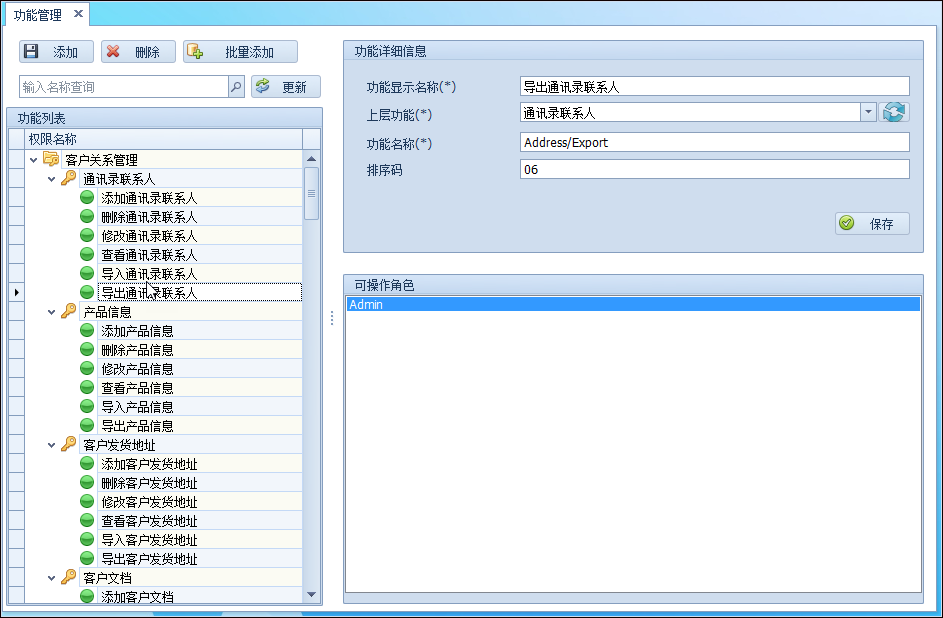 功能管理
添加
删除
批量添加
输入名称查询
更新
功能列表
权限名称
客户关系管理
通讯录联系人
添加通讯录联系人
删除通讯录联系人
修改通讯录联系人
查看通讯录联系人
导入通讯录联系人
导出通讯录联系人
产品信息
添加产品信息
删除产品信息
修改产品信息
查看产品信息
导入产品信息
导出产品信息
客户发货地址
添加客户发货地址
删除客户发货地址
修改客户发货地址
查看客户发货地址
导入客户发货地址
导出客户发货地址
客户文档
添加客户文档
功能详细信息
功能显示名称(*) 导出通讯录联系人
上层功能(*) 通讯录联系人
功能名称(*) Address/Export
排序码 06
保存
可操作角色
Admin